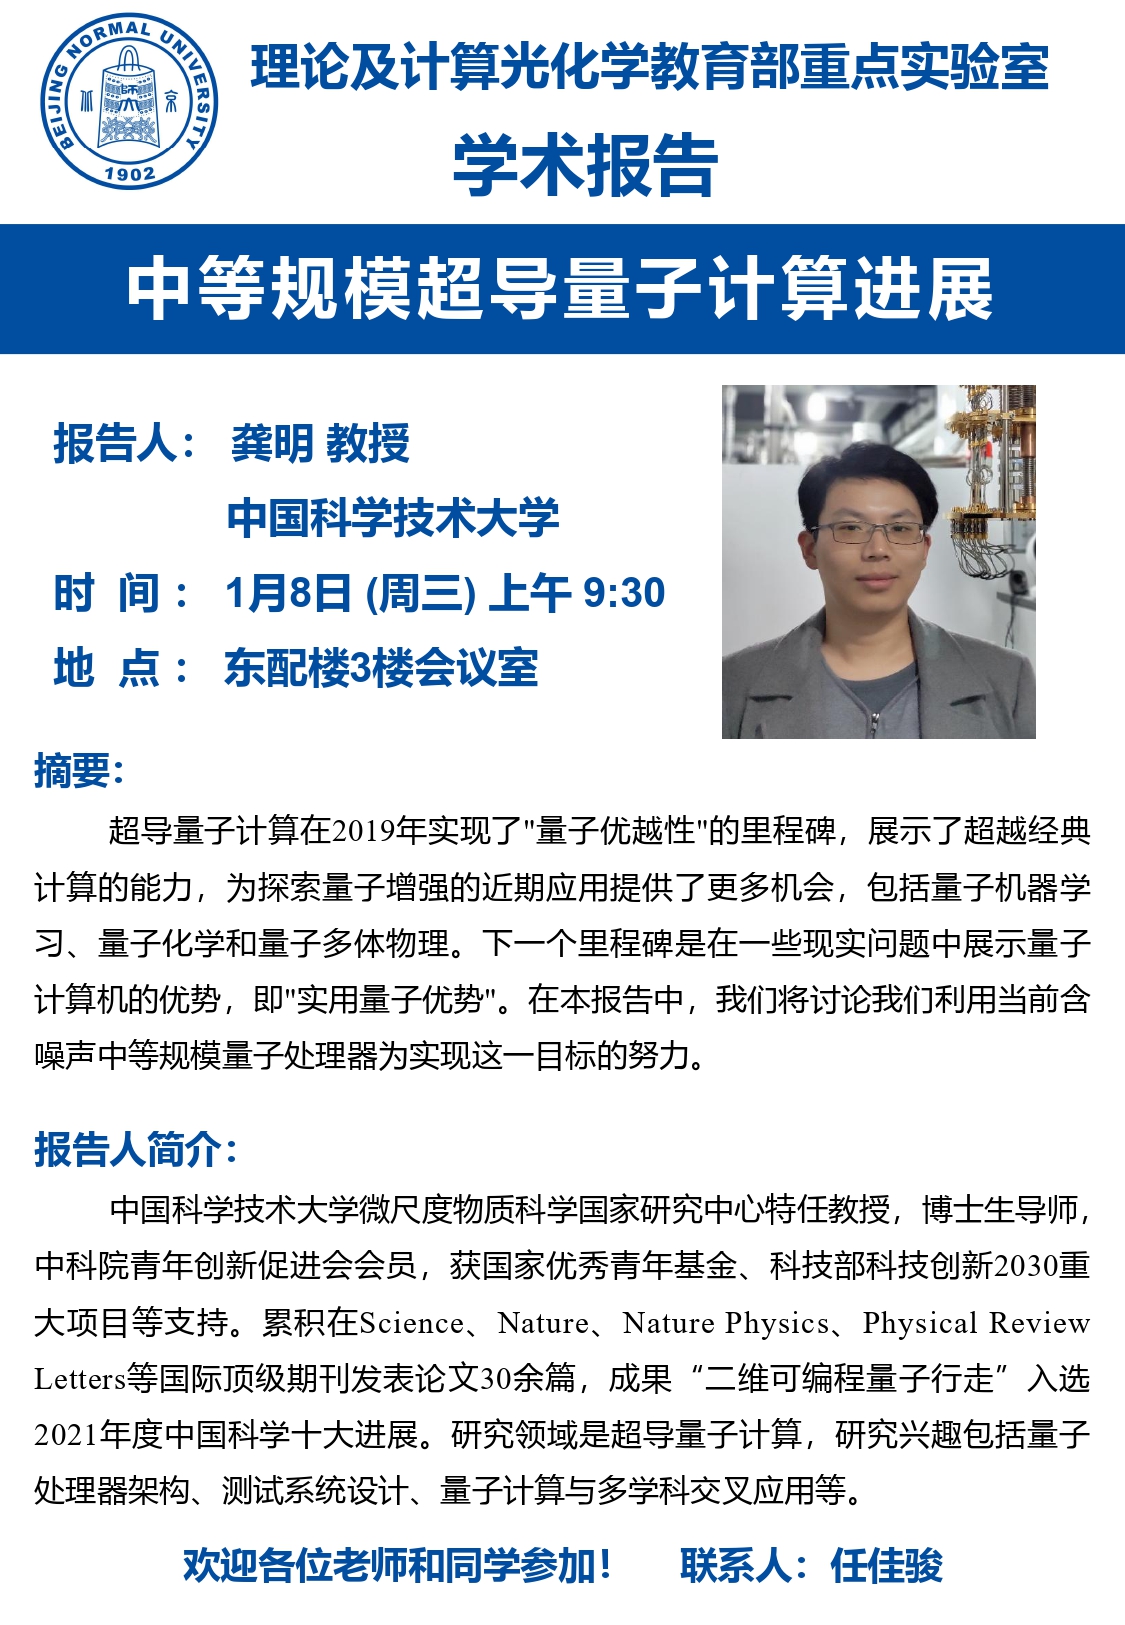 BEIJING NORMAL UNIVERSITY
1902
理论及计算光化学教育部重点实验室
学术报告
中等规模超导量子计算进展
报告人： 龚明 教授
中国科学技术大学
时 间： 1月8日 (周三) 上午 9:30
地 点： 东配楼3楼会议室
摘要：
超导量子计算在2019年实现了"量子优越性"的里程碑，展示了超越经典
计算的能力，为探索量子增强的近期应用提供了更多机会，包括量子机器学
习、量子化学和量子多体物理。下一个里程碑是在一些现实问题中展示量子
计算机的优势，即"实用量子优势"。在本报告中，我们将讨论我们利用当前含
噪声中等规模量子处理器为实现这一目标的努力。
报告人简介：
中国科学技术大学微尺度物质科学国家研究中心特任教授，博士生导师，
中科院青年创新促进会会员，获国家优秀青年基金、科技部科技创新2030重
大项目等支持。累积在Science、Nature、Nature Physics、Physical Review
Letters等国际顶级期刊发表论文30余篇，成果“二维可编程量子行走”入选
2021年度中国科学十大进展。研究领域是超导量子计算，研究兴趣包括量子
处理器架构、测试系统设计、量子计算与多学科交叉应用等。
欢迎各位老师和同学参加！ 联系人：任佳骏